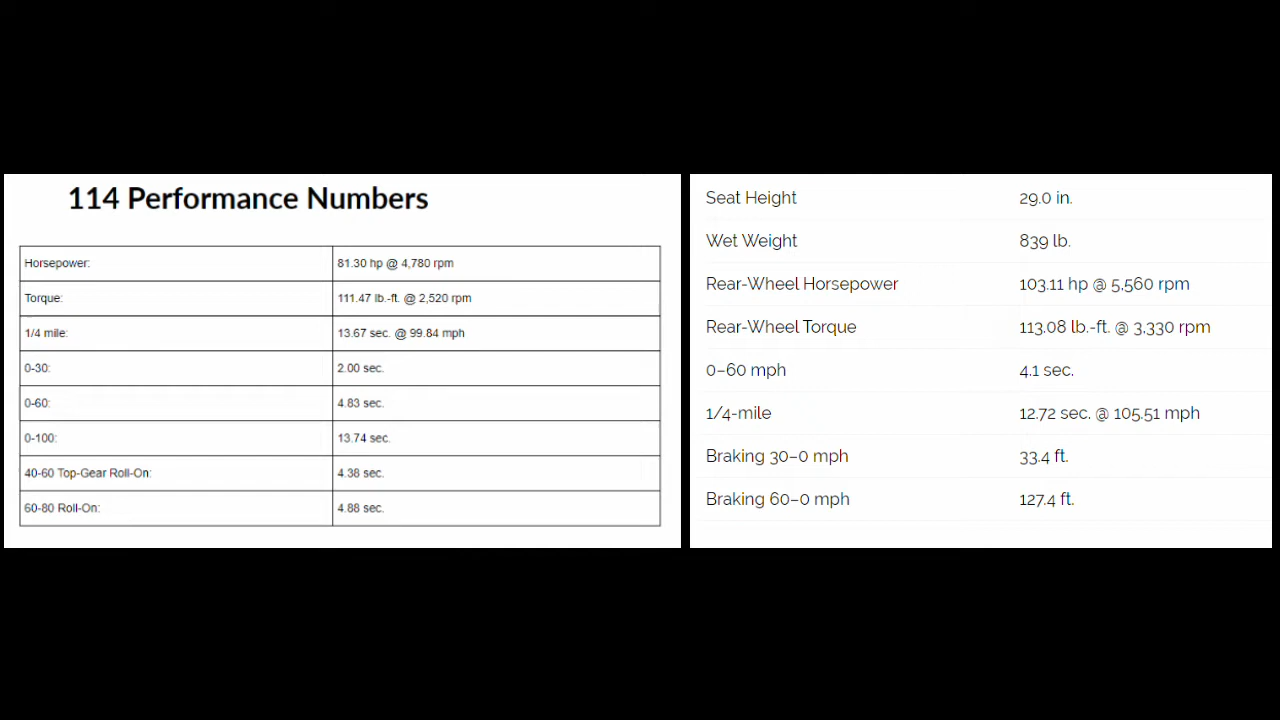 114 Performance Numbers
Horsepower: 81.30 hp @ 4,780 rpm
Torque: 111.47 lb.-ft. @ 2,520 rpm
1/4 mile: 13.67 sec. @ 99.84 mph
0-30: 2.00 sec.
0-60: 4.83 sec.
0-100: 13.74 sec.
40-60 Top-Gear Roll-On: 4.38 sec.
60-80 Roll-On: 4.88 sec.
Seat Height 29.0 in.
Wet Weight 839 lb.
Rear-Wheel Horsepower 103.11 hp @ 5,560 rpm
Rear-Wheel Torque 113.08 lb.-ft. @ 3,330 rpm
0–60 mph 4.1 sec.
1/4-mile 12.72 sec. @ 105.51 mph
Braking 30–0 mph 33.4 ft.
Braking 60–0 mph 127.4 ft.